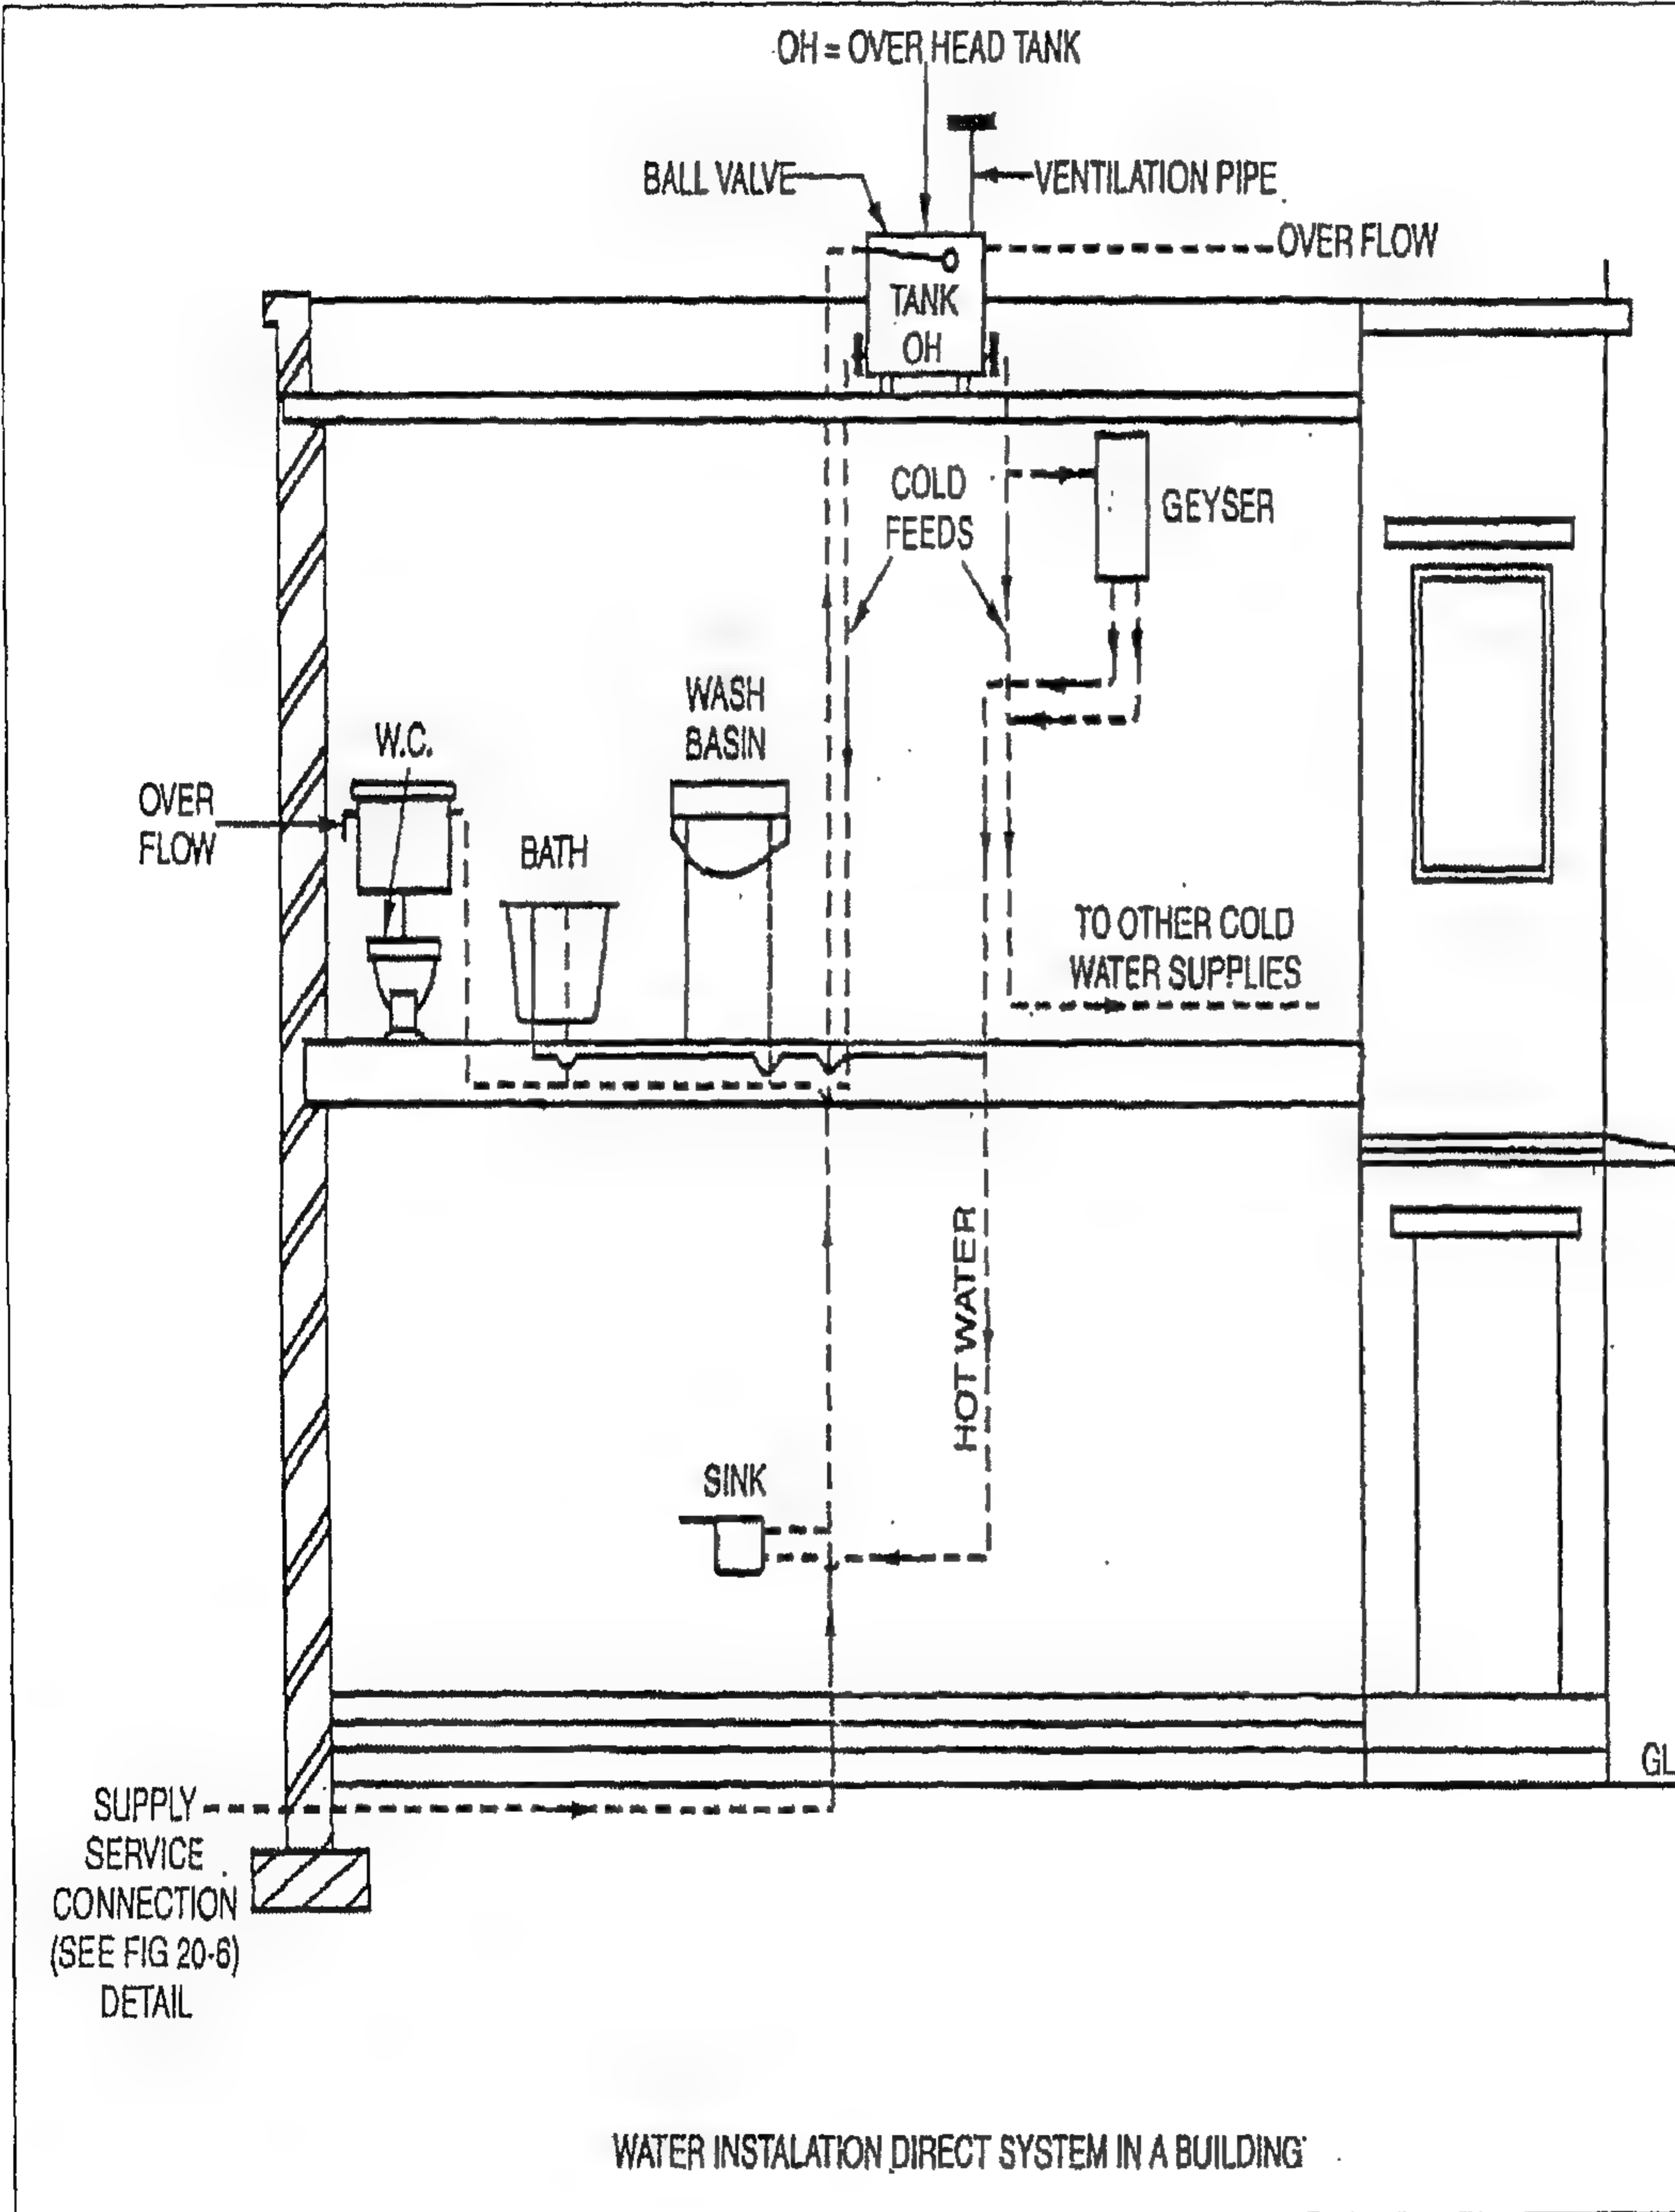 OH = OVER HEAD TANK
BALL VALVE
VENTILATION PIPE
OVER FLOW
TANK
OH
COLD
FEEDS
GEYSER
WASH
BASIN
W.C.
OVER
FLOW
BATH
TO OTHER COLD
WATER SUPPLIES
HOT WATER
SINK
GL
SUPPLY
SERVICE
CONNECTION
(SEE FIG 20-6)
DETAIL
WATER INSTALATION DIRECT SYSTEM IN A BUILDING